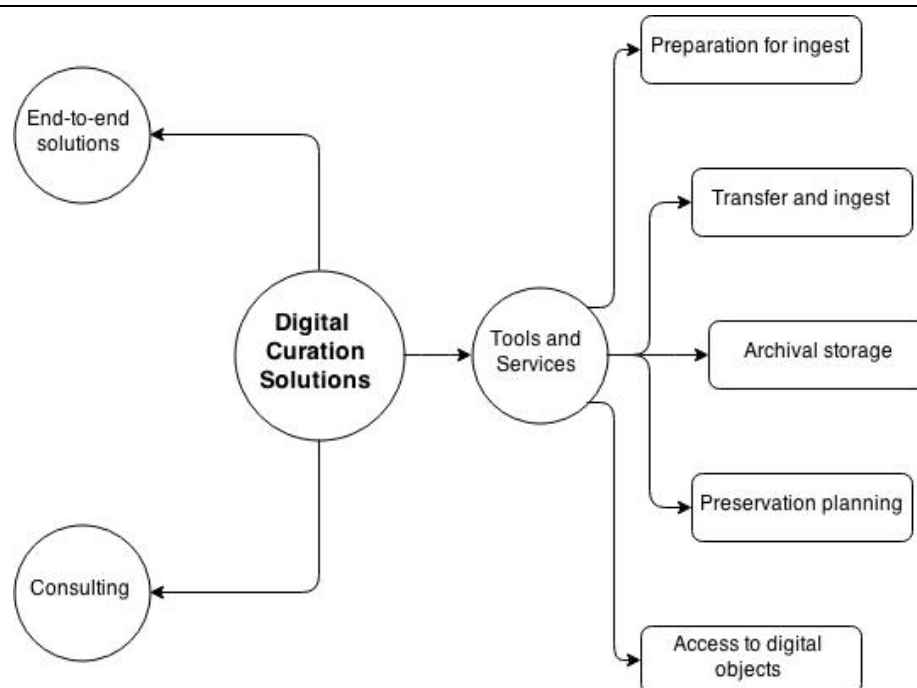 Preparation for ingest
End-to-end
solutions
Transfer and ingest
Digital
Curation
Solutions
Tools and
Services
Archival storage
Preservation planning
Consulting
Access to digital
objects